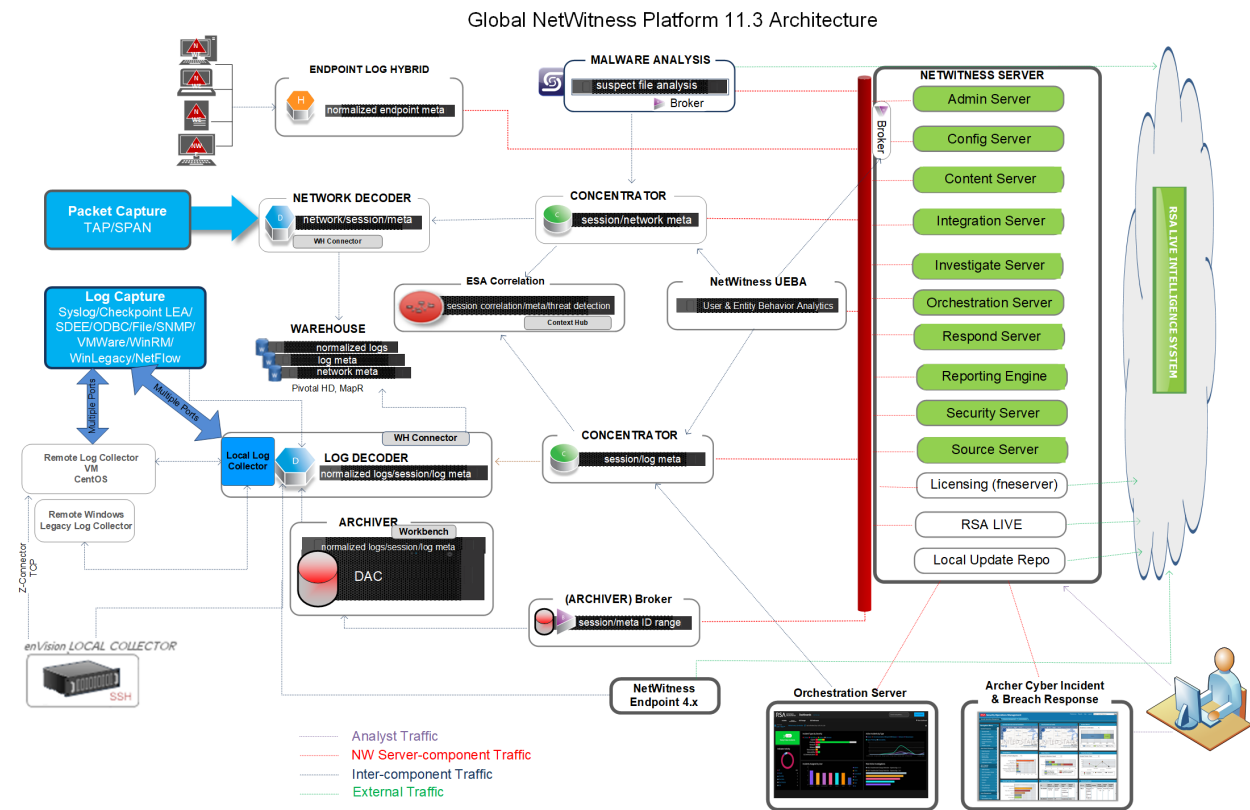 Global NetWitness Platform 11.3 Architecture
ENDPOINT LOG HYBRID
H
normalized endpoint meta
N
N
NW
MALWARE ANALYSIS
suspect file analysis
Broker
NETWITNESS SERVER
Broker
Admin Server
Config Server
Content Server
Integration Server
Investigate Server
Orchestration Server
Respond Server
Reporting Engine
Security Server
Source Server
Licensing (fneserver)
RSA LIVE
Local Update Repo
RSA LIVE INTELLIGENCE SYSTEM
Packet Capture
TAP/SPAN
NETWORK DECODER
D
network/session/meta
WH Connector
CONCENTRATOR
C
session/network meta
Log Capture
Syslog/Checkpoint LEA/
SDEE/ODBC/File/SNMP/
VMWare/WinRM/
WinLegacy/NetFlow
ESA Correlation
session correlation/meta/threat detection
Context Hub
NetWitness UEBA
User & Entity Behavior Analytics
WAREHOUSE
normalized logs
log meta
network meta
Pivotal HD, MapR
Multiple Ports
Multiple Ports
Remote Log Collector
VM
CentOS
Remote Windows
Legacy Log Collector
Local Log
Collector
WH Connector
D
LOG DECODER
normalized logs/session/log meta
CONCENTRATOR
C
session/log meta
ARCHIVER
Workbench
normalized logs/session/log meta
DAC
Z-Connector
TCP
(ARCHIVER) Broker
session/meta ID range
enVision LOCAL COLLECTOR
SSH
NetWitness
Endpoint 4.x
Orchestration Server
RSA
Archer Cyber Incident
& Breach Response
Analyst Traffic
NW Server-component Traffic
Inter-component Traffic
External Traffic